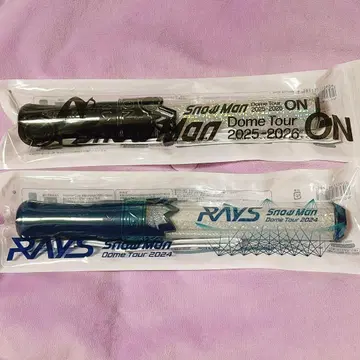 Snow Man Dome Tour 2025-2026 ON
Snow Man Dome Tour 2025-2026. ON
RAYS Snow Man Dome Tour 2024
RAYS Snow Man
Dome Tour 2024